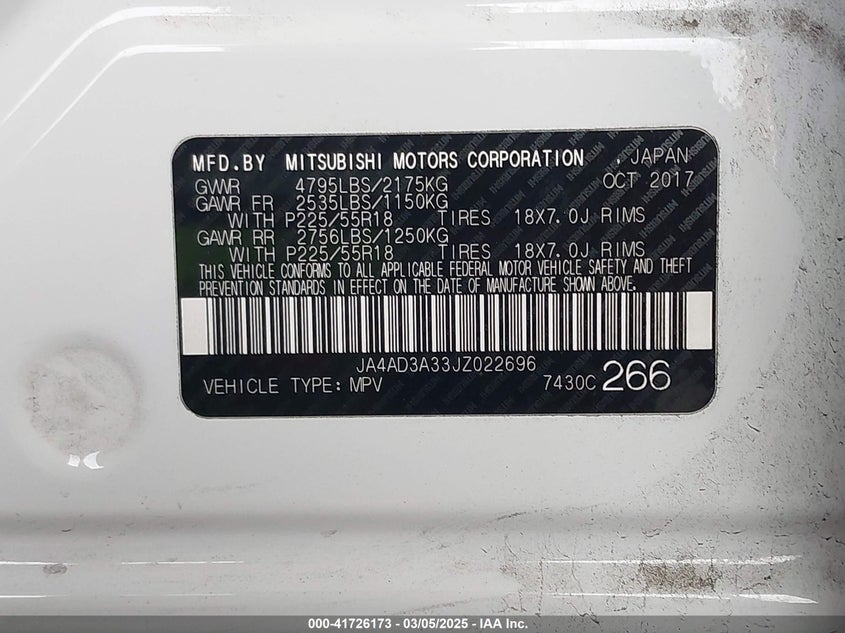 MFD.BY MITSUBISHI MOTORS CORPORATION , JAPAN
GVWR 4795LBS/2175KG OCT 2017
GAWR FR 2535LBS/1150KG
WITH P225/55R18 TIRES 18X7.0J RIMS
GAWR RR 2756LBS/1250KG
WITH P225/55R18 TIRES 18X7.0J RIMS
THIS VEHICLE CONFORMS TO ALL APPLICABLE FEDERAL MOTOR VEHICLE SAFETY AND THEFT
PREVENTION STANDARDS IN EFFECT ON THE DATE OF MANUFACTURE SHOWN ABOVE.
JA4AD3A33JZ022696
VEHICLE TYPE: MPV 7430C 266
000-41726173 - 03/05/2025 - IAA Inc.